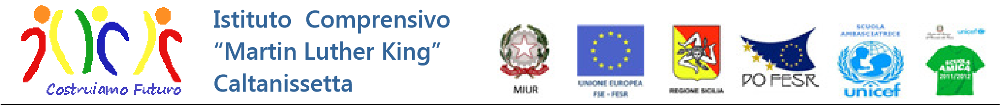 Costruiamo Futuro
Istituto Comprensivo
“Martin Luther King”
Caltanissetta
MIUR
UNIONE EUROPEA
FSE - FESR
REGIONE SICILIA
PO FESR
SCUOLA
AMBASCIATRICE
unicef
unicef
SCUOLA
AMICA
2011/2012